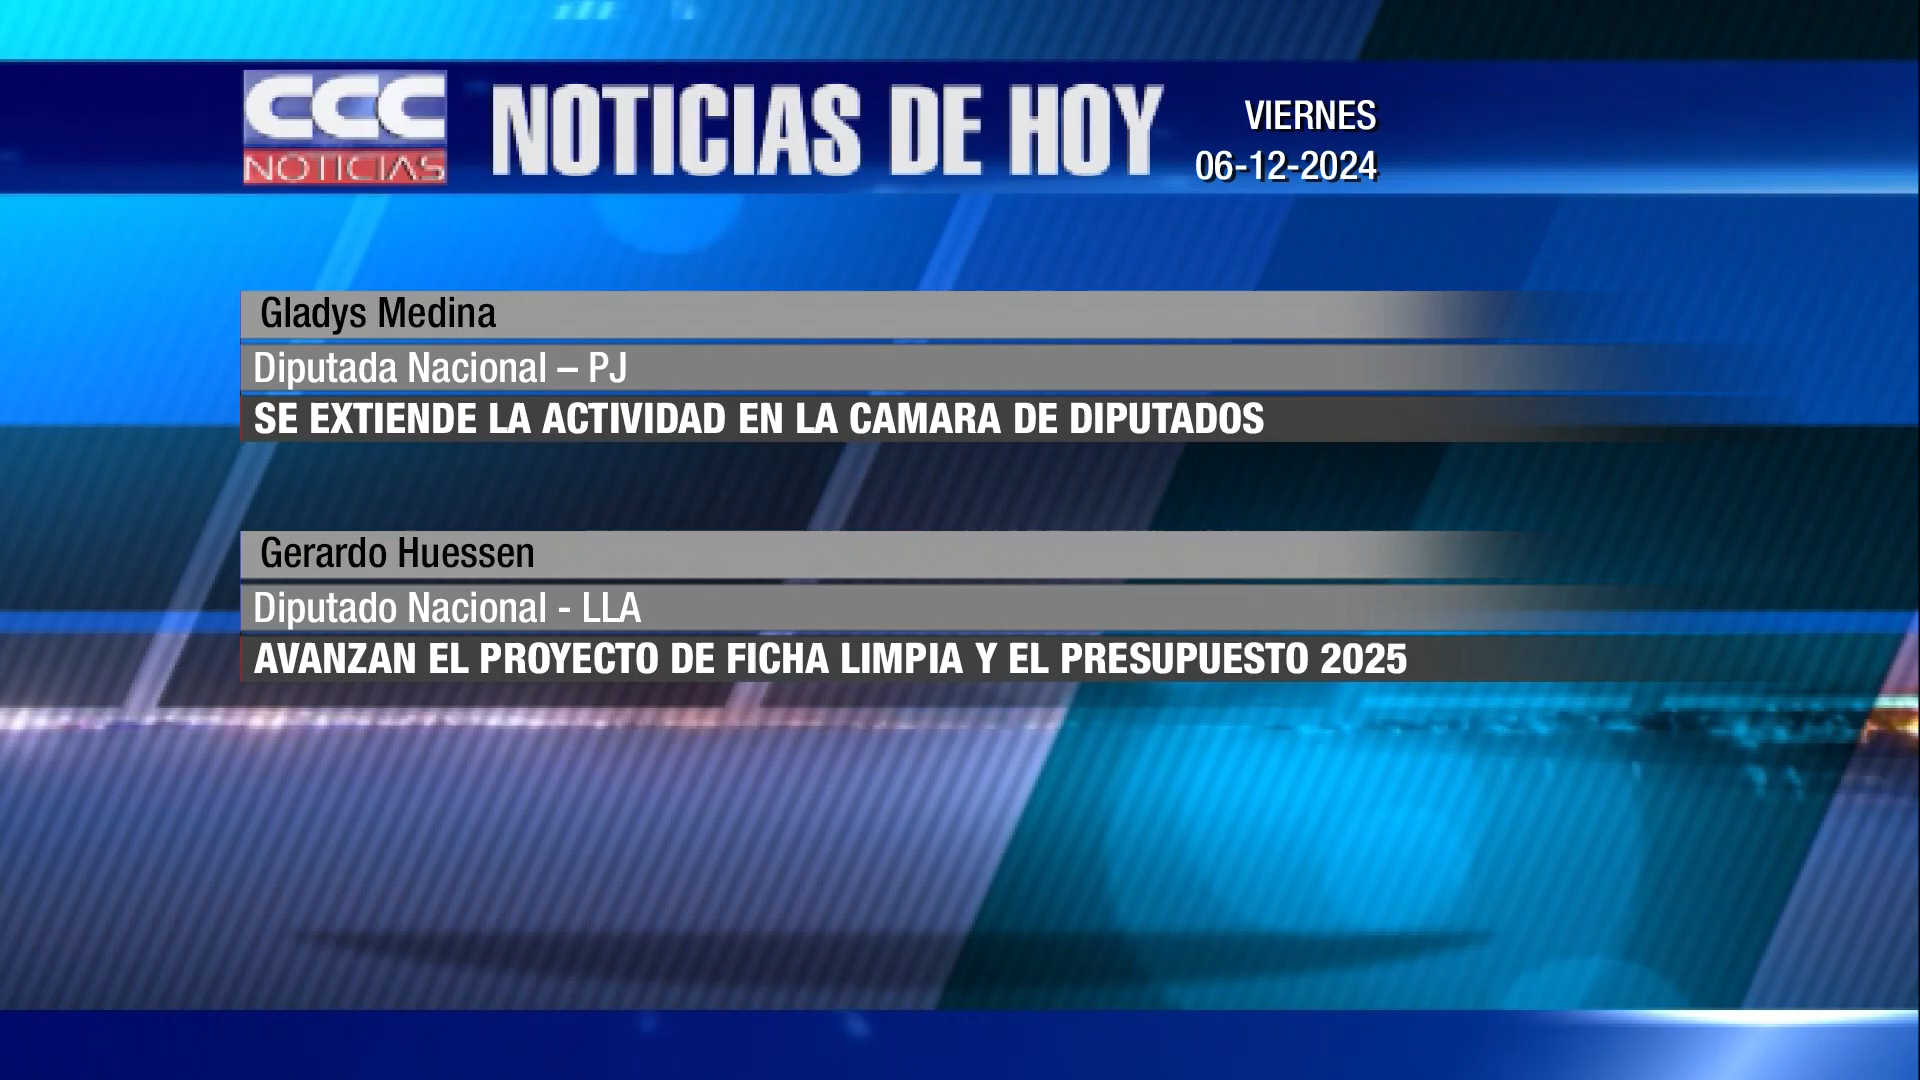 CCC
NOTICIAS
NOTICIAS DE HOY
VIERNES
06-12-2024
Gladys Medina
Diputada Nacional – PJ
SE EXTIENDE LA ACTIVIDAD EN LA CAMARA DE DIPUTADOS
Gerardo Huessen
Diputado Nacional - LLA
AVANZAN EL PROYECTO DE FICHA LIMPIA Y EL PRESUPUESTO 2025